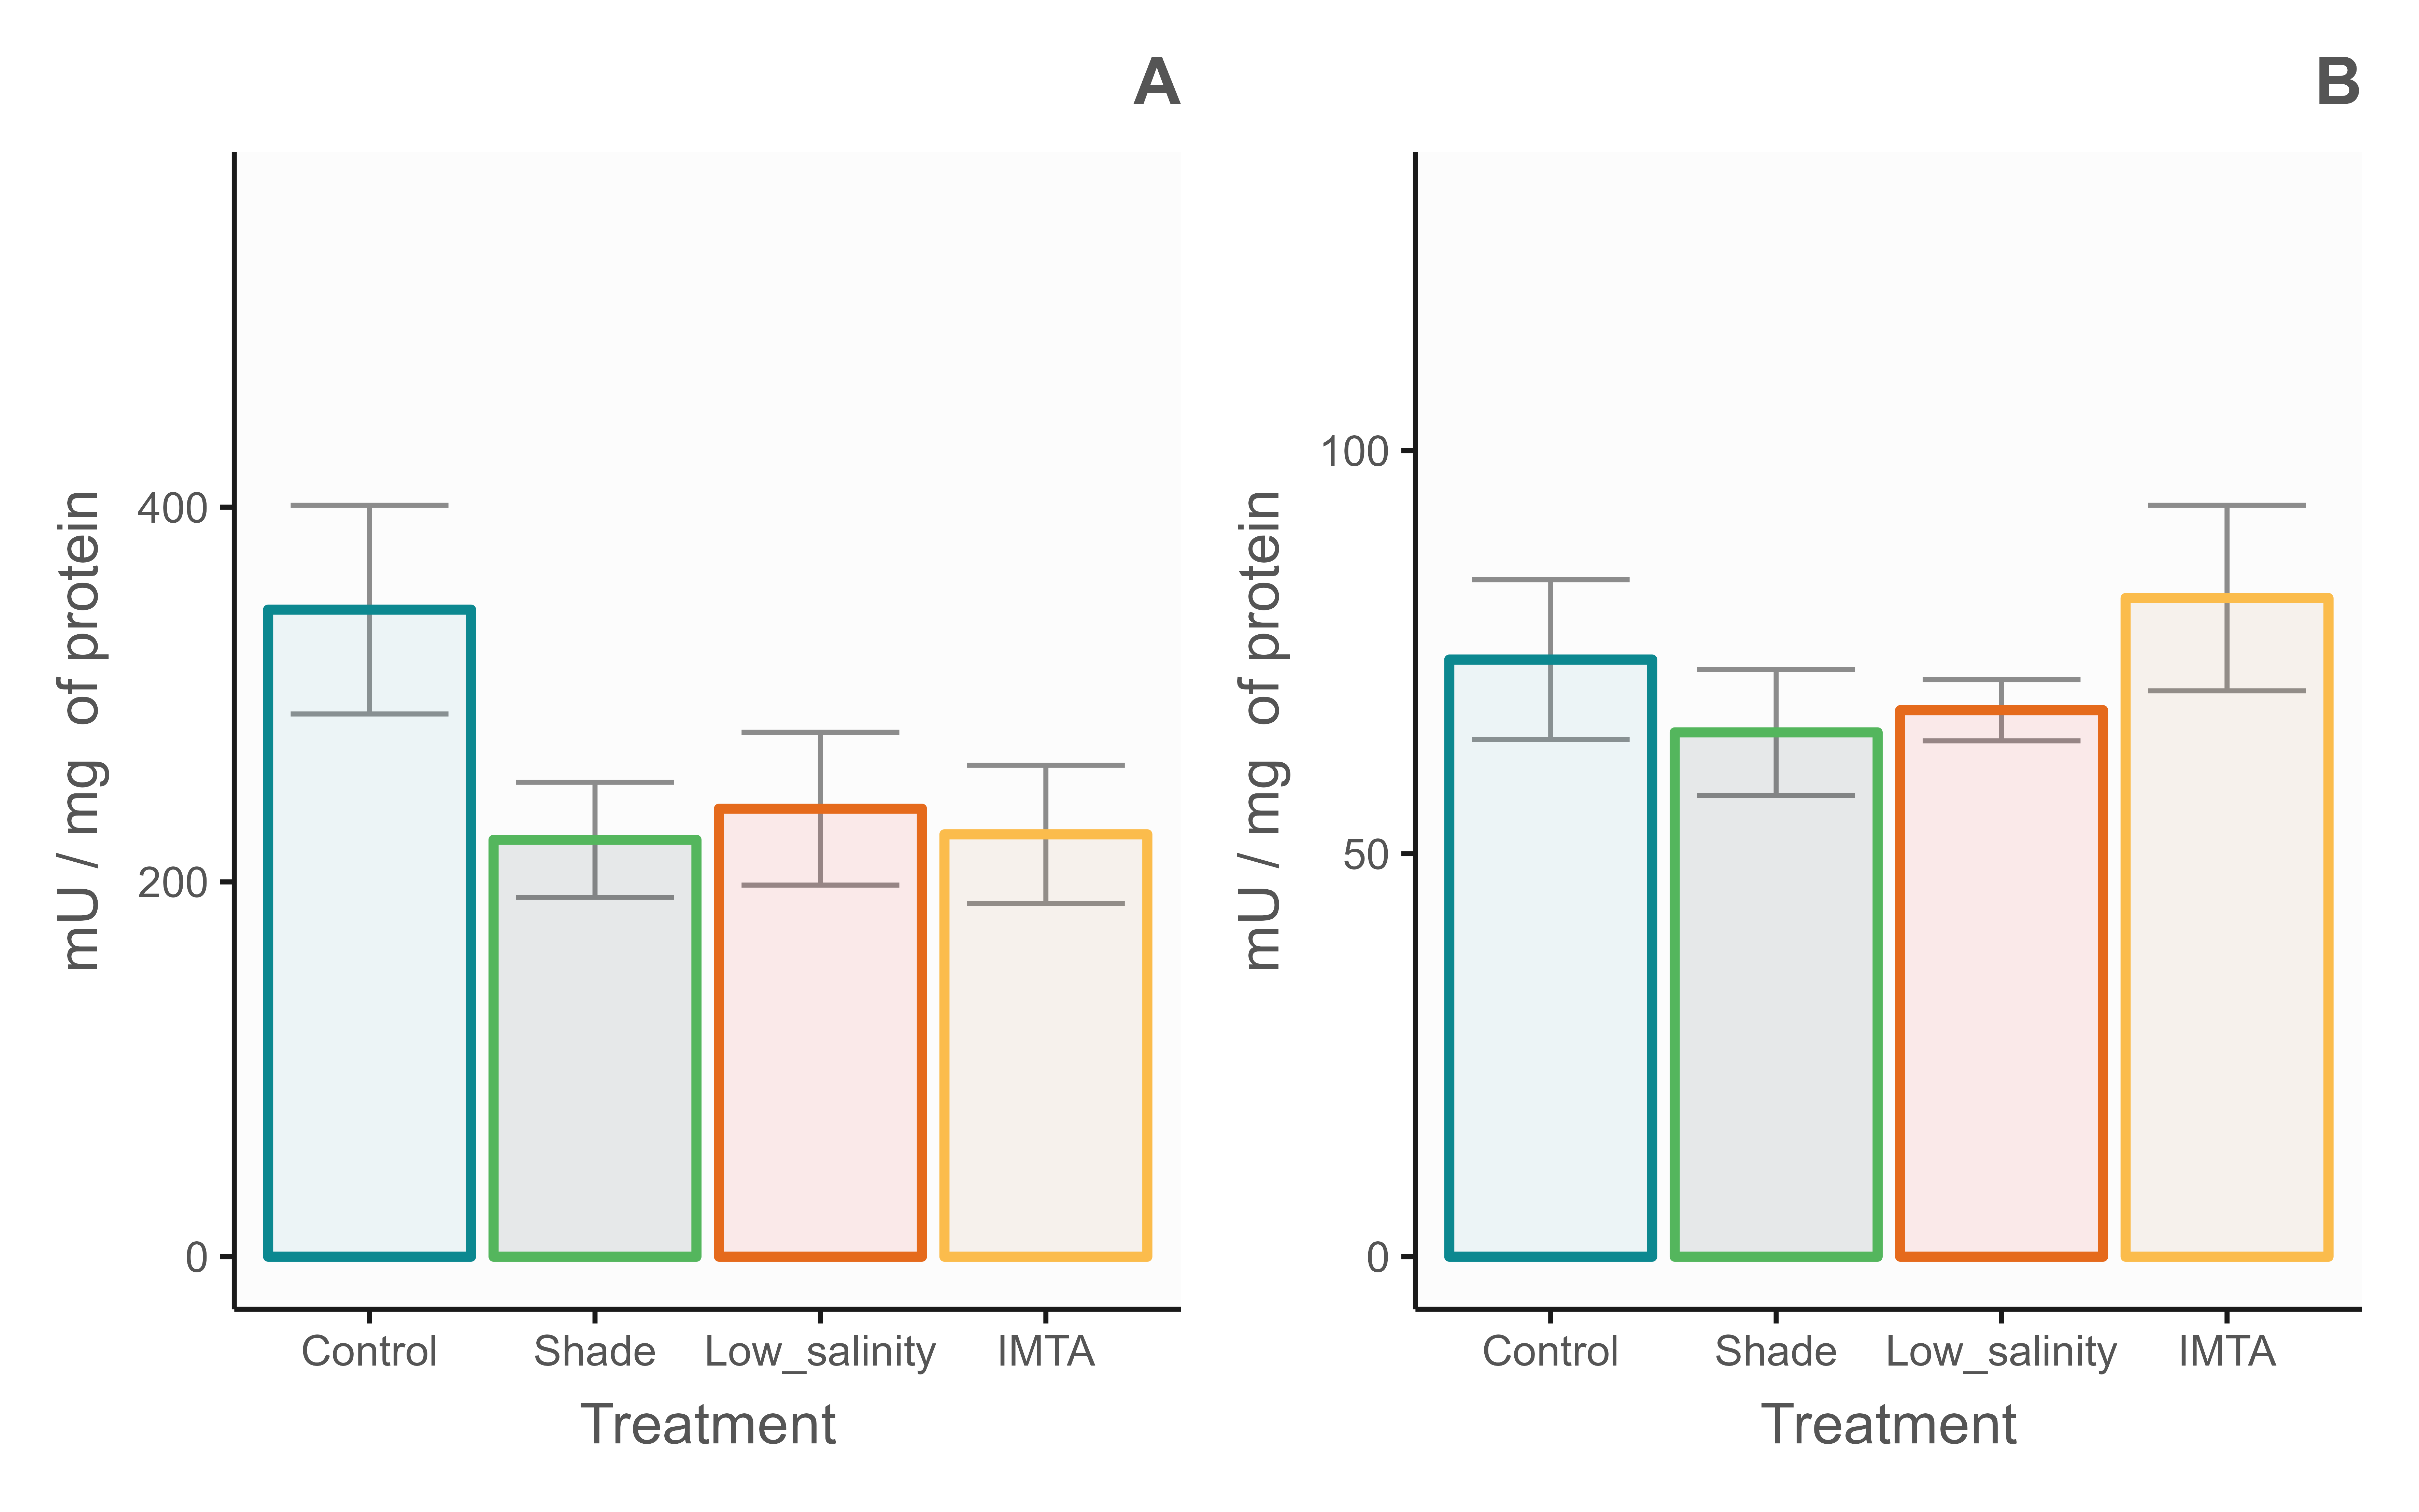 A
mU / mg  of protein
400
200
0
Control Shade Low_salinity IMTA
Treatment
B
mU / mg  of protein
100
50
0
Control Shade Low_salinity IMTA
Treatment